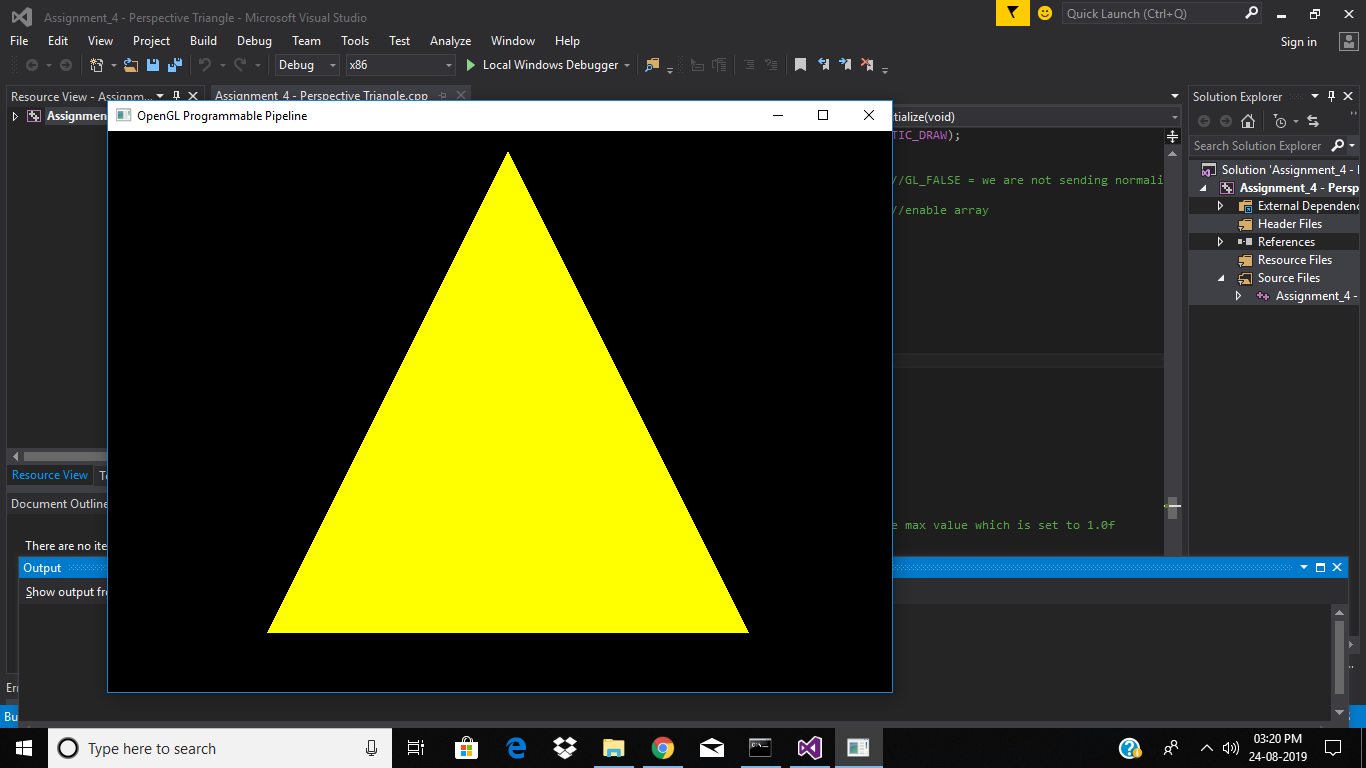 Assignment_4 - Perspective Triangle - Microsoft Visual Studio
Quick Launch (Ctrl+Q)
File Edit View Project Build Debug Team Tools Test Analyze Window Help
Sign in
Debug x86 Local Windows Debugger
Resource View - Assignm...
Assignment_4 - Perspective Triangle.cpp
Solution Explorer
Assignment
OpenGL Programmable Pipeline
tialize(void)
TIC_DRAW);
Search Solution Explorer
Solution 'Assignment_4 -
//GL_FALSE = we are not sending normali
Assignment_4 - Persp
//enable array
External Dependenc
Header Files
References
Resource Files
Source Files
Assignment_4 -
Resource View
Document Outline
e max value which is set to 1.0f
There are no ite
Output
Show output fr
Er
Bu
Type here to search
03:20 PM
24-08-2019